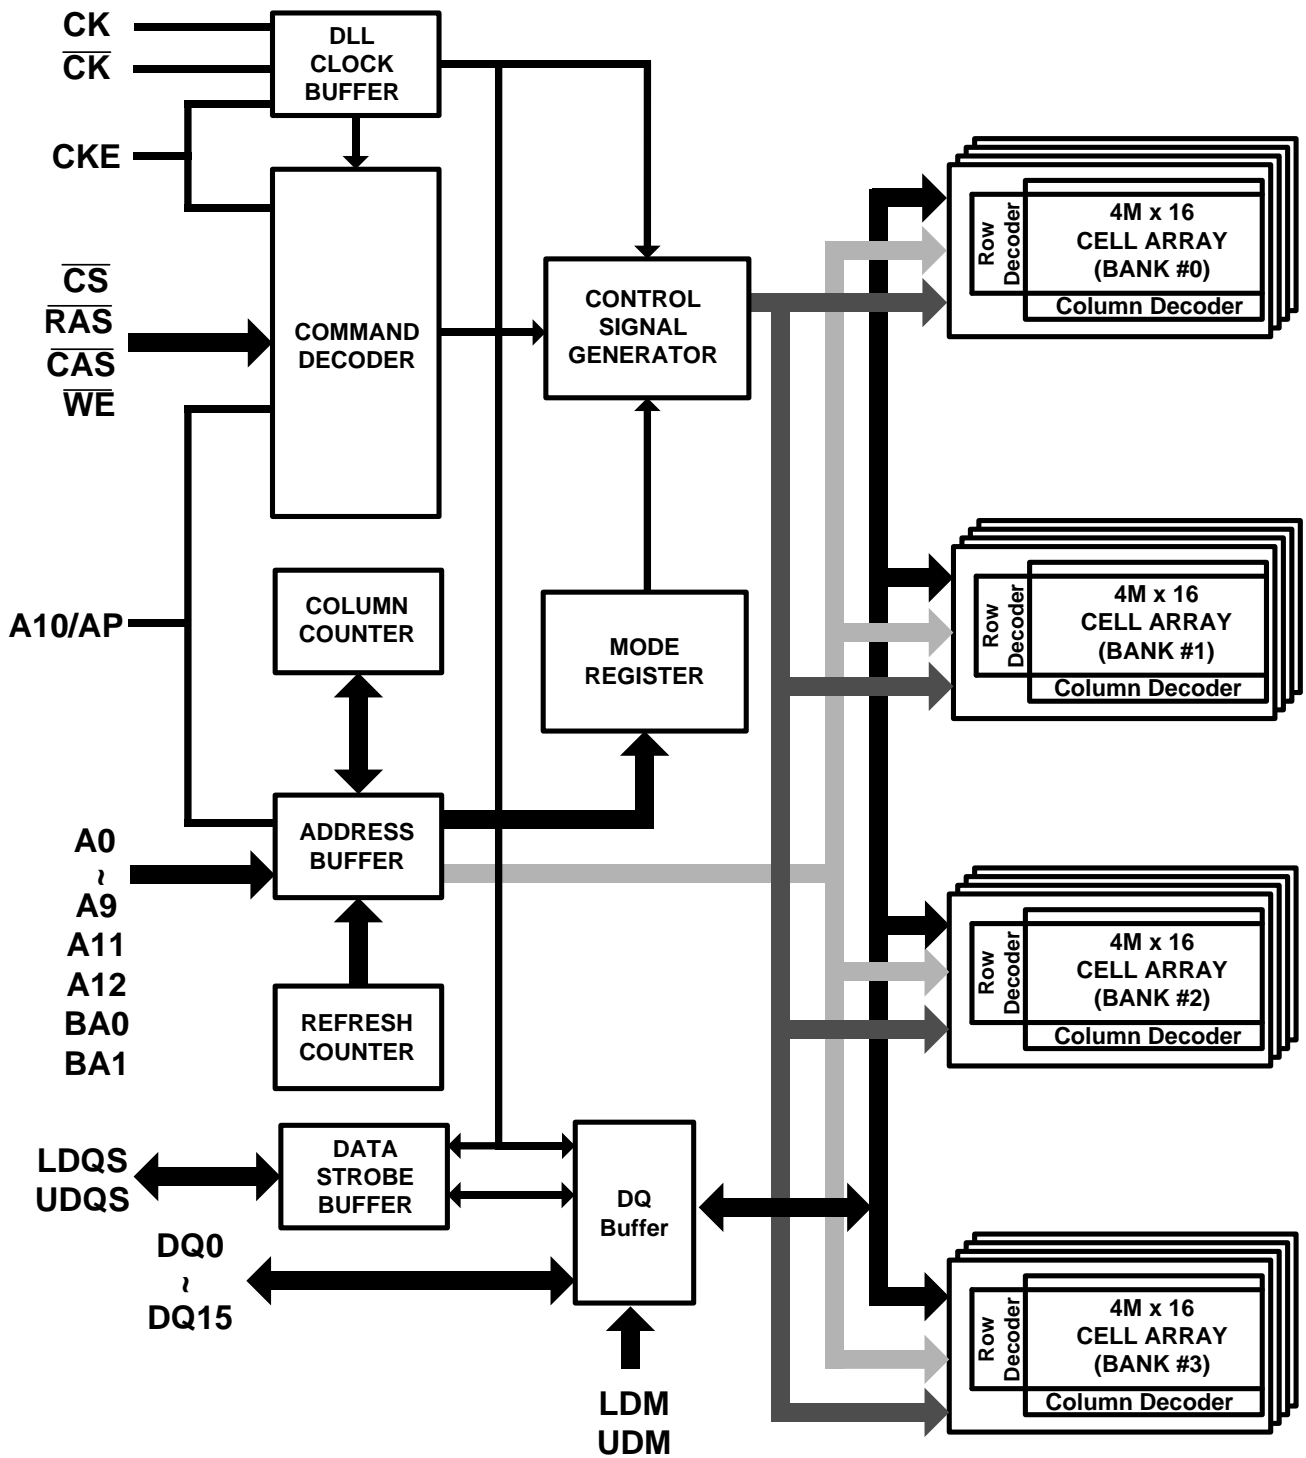 CK
CK
CKE
CS
RAS
CAS
WE
A10/AP
A0
~
A9
A11
A12
BA0
BA1
LDQS
UDQS
DQ0
~
DQ15
DLL
CLOCK
BUFFER
COMMAND
DECODER
COLUMN
COUNTER
ADDRESS
BUFFER
REFRESH
COUNTER
DATA
STROBE
BUFFER
CONTROL
SIGNAL
GENERATOR
MODE
REGISTER
DQ
Buffer
LDM
UDM
Row
Decoder
4M x 16
CELL ARRAY
(BANK #0)
Column Decoder
Row
Decoder
4M x 16
CELL ARRAY
(BANK #1)
Column Decoder
Row
Decoder
4M x 16
CELL ARRAY
(BANK #2)
Column Decoder
Row
Decoder
4M x 16
CELL ARRAY
(BANK #3)
Column Decoder